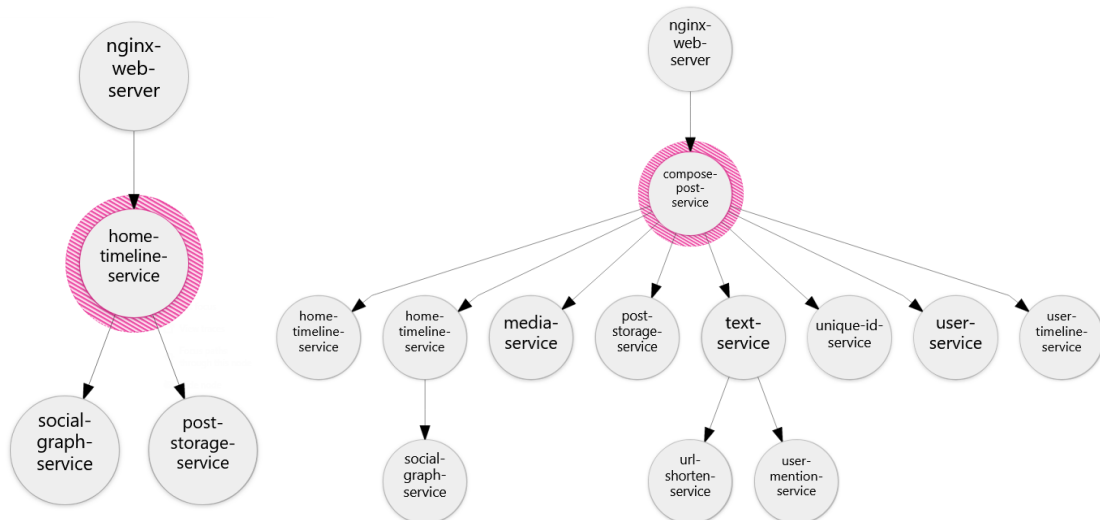 nginx-
web-
server
home-
timeline-
service
social-
graph-
service
post-
storage-
service
nginx-
web-
server
compose-
post-
service
home-
timeline-
service
home-
timeline-
service
media-
service
post-
storage-
service
text-
service
unique-id-
service
user-
service
user-
timeline-
service
social-
graph-
service
url-
shorten-
service
user-
mention-
service